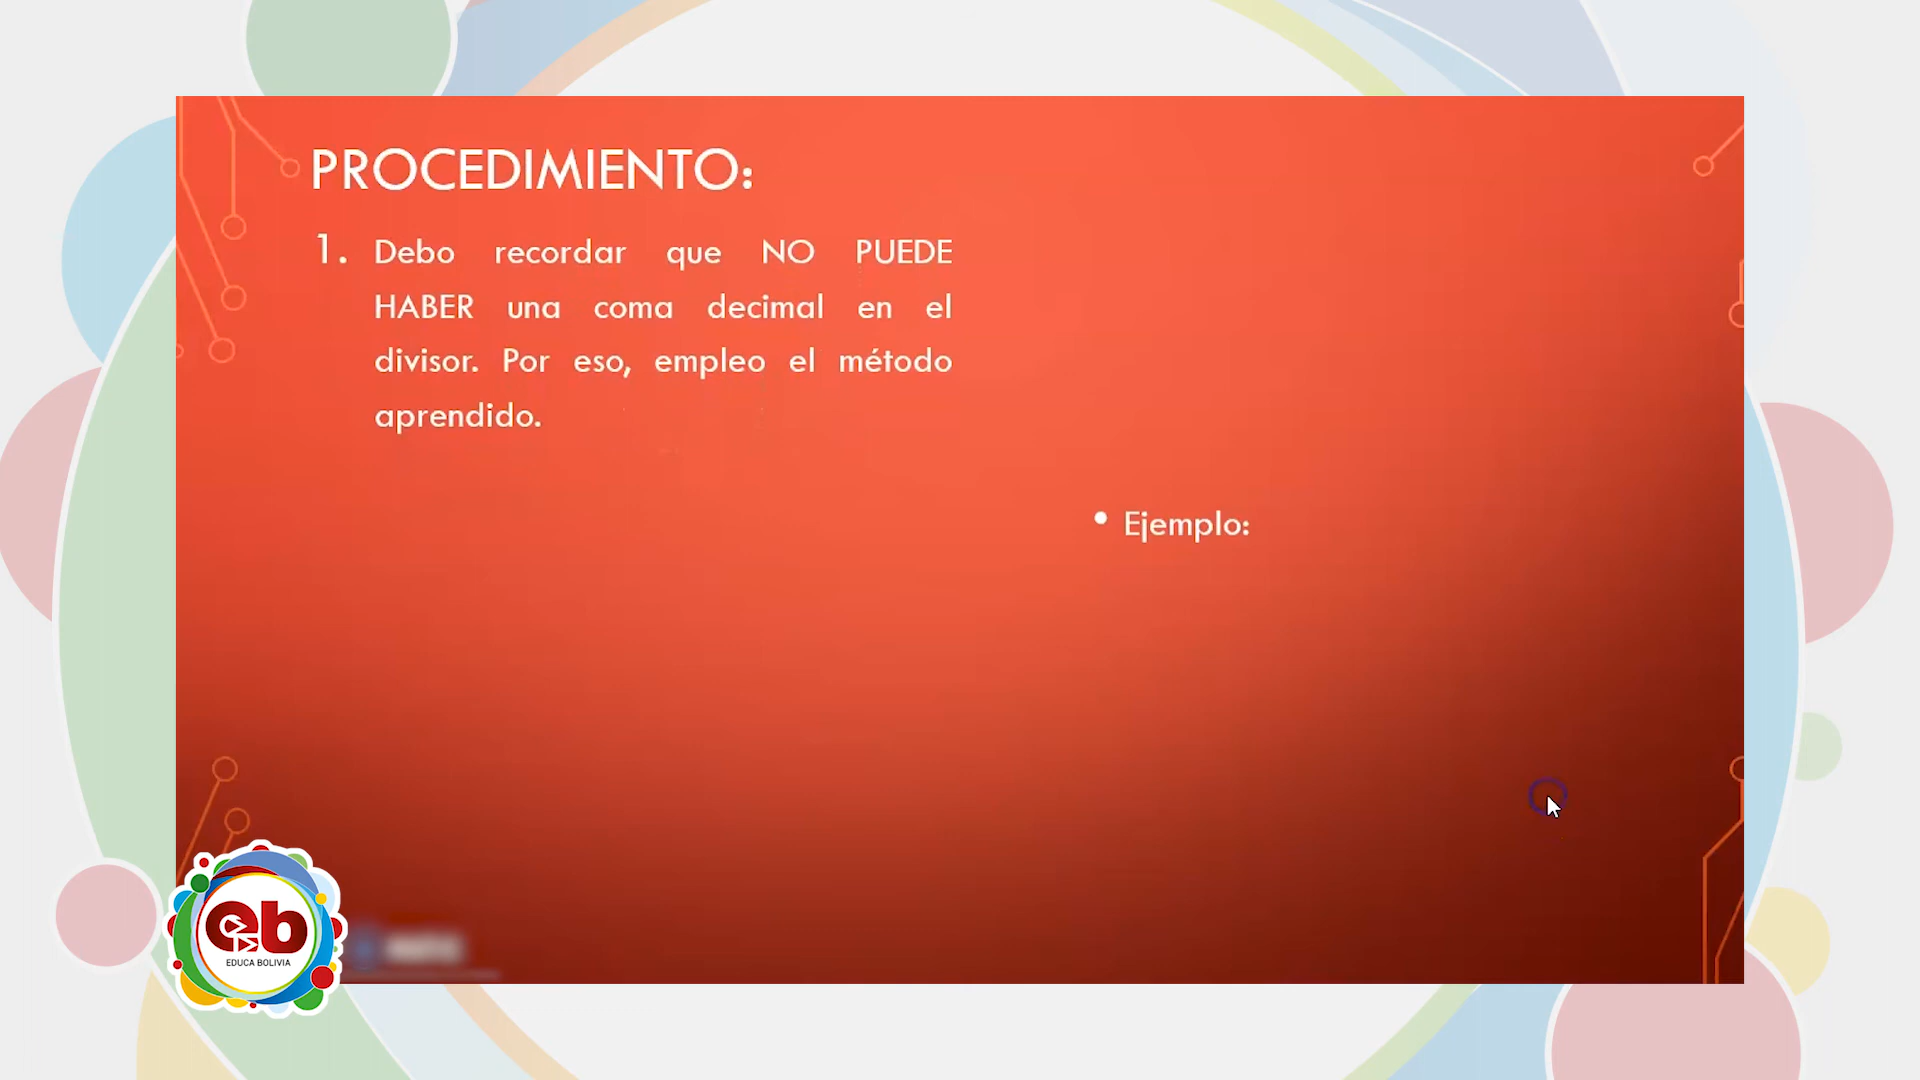 PROCEDIMIENTO:
1. Debo recordar que NO PUEDE
HABER una coma decimal en el
divisor. Por eso, empleo el método
aprendido.
• Ejemplo:
eb
EDUCA BOLIVIA